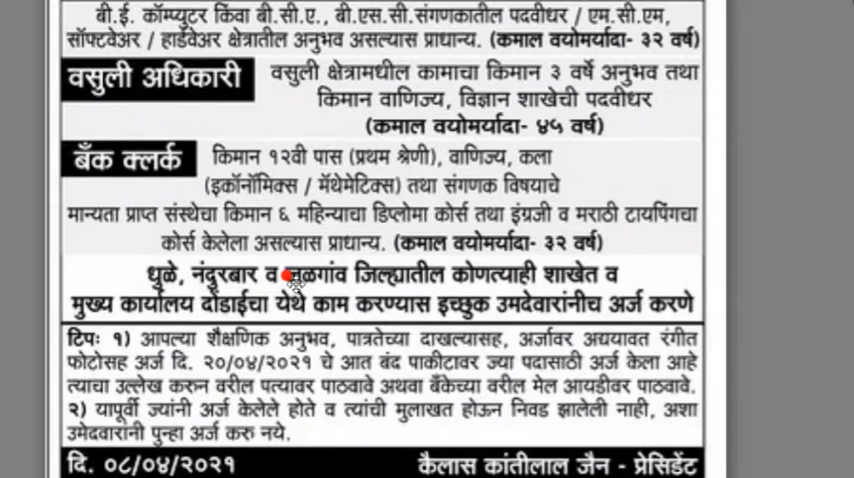 बी.ई. कॉम्प्युटर किंवा बी.सी.ए., बी.एस.सी.संगणकातील पदवीधर / एम.सी.एम,
सॉफ्टवेअर / हार्डवेअर क्षेत्रातील अनुभव असल्यास प्राधान्य. (कमाल वयोमर्यादा- ३२ वर्ष)
वसुली अधिकारी वसुली क्षेत्रामधील कामाचा किमान ३ वर्षे अनुभव तथा
किमान वाणिज्य, विज्ञान शाखेची पदवीधर
(कमाल वयोमर्यादा- ४५ वर्ष)
बँक क्लर्क किमान १२वी पास (प्रथम श्रेणी), वाणिज्य, कला
(इकॉनॉमिक्स / मॅथेमेटिक्स) तथा संगणक विषयाचे
मान्यता प्राप्त संस्थेचा किमान ६ महिन्याचा डिप्लोमा कोर्स तथा इंग्रजी व मराठी टायपिंगचा
कोर्स केलेला असल्यास प्राधान्य. (कमाल वयोमर्यादा- ३२ वर्ष)
धुळे, नंदुरबार व जळगांव जिल्ह्यातील कोणत्याही शाखेत व
मुख्य कार्यालय दोंडाईचा येथे काम करण्यास इच्छुक उमदेवारांनीच अर्ज करणे
टिपः १) आपल्या शैक्षणिक अनुभव, पात्रतेच्या दाखल्यासह, अर्जावर अद्ययावत रंगीत
फोटोसह अर्ज दि. २०/०४/२०२१ चे आत बंद पाकीटावर ज्या पदासाठी अर्ज केला आहे
त्याचा उल्लेख करुन वरील पत्यावर पाठवावे अथवा बँकेच्या वरील मेल आयडीवर पाठवावे.
२) यापूर्वी ज्यांनी अर्ज केलेले होते व त्यांची मुलाखत होऊन निवड झालेली नाही, अशा
उमेदवारांनी पुन्हा अर्ज करु नये.
दि. ०८/०४/२०२१ कैलास कांतीलाल जैन - प्रेसिडेंट